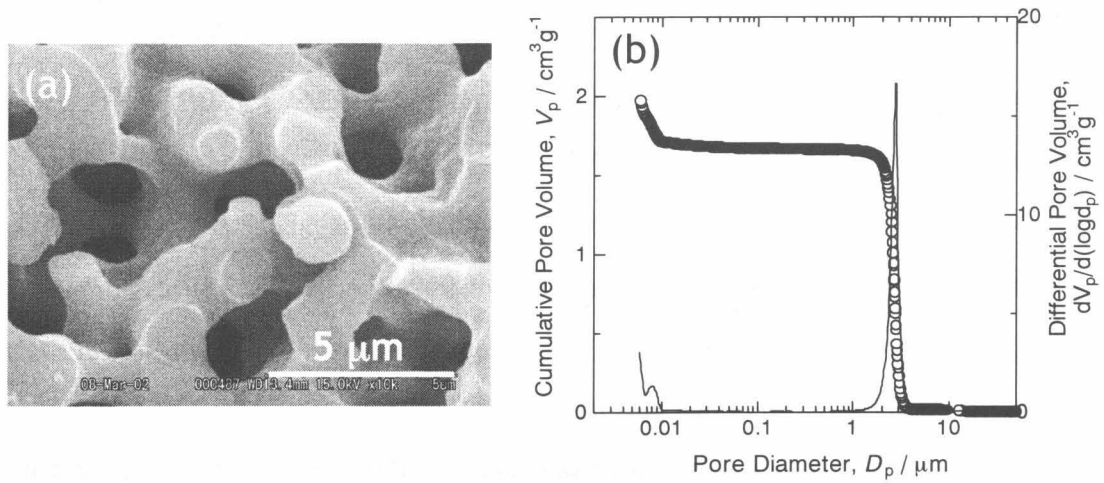 (a)
5 μm
08-Mar-02 000487 WD13.4mm 15.0kV x10k 5um
(b)
Cumulative Pore Volume, Vp / cm³g⁻¹
2
1
0
20
10
0
Differential Pore Volume,
dVp/d(logdp) / cm³g⁻¹
0.01 0.1 1 10
Pore Diameter, Dp / μm